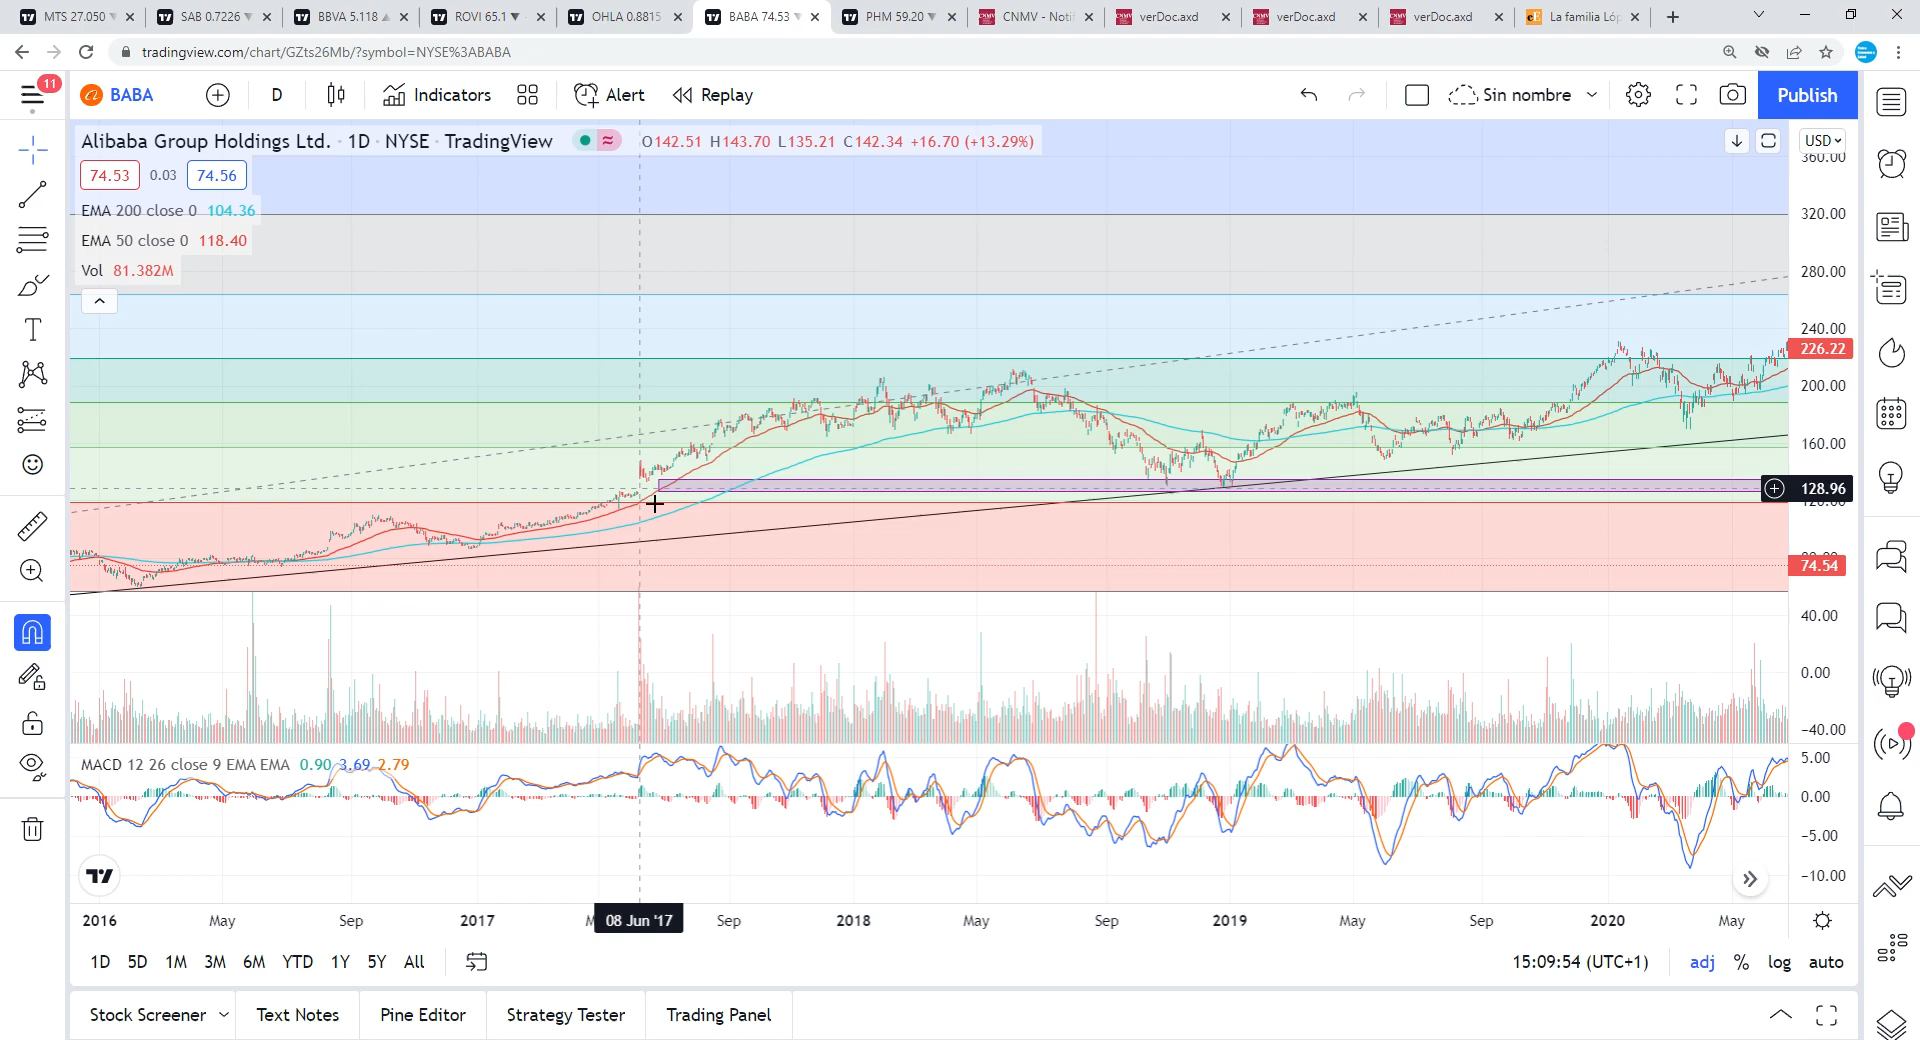 MTS 27.050
SAB 0.7226
BBVA 5.118
ROVI 65.1
OHLA 0.8815
BABA 74.53
PHM 59.20
CNMV - Noti
verDoc.axd
verDoc.axd
verDoc.axd
La familia Lóp
tradingview.com/chart/GZts26Mb/?symbol=NYSE%3ABABA
11
BABA
D
Indicators
Alert
Replay
Sin nombre
Publish
Alibaba Group Holdings Ltd. · 1D · NYSE · TradingView
O142.51 H143.70 L135.21 C142.34 +16.70 (+13.29%)
USD
74.53 0.03 74.56
EMA 200 close 0 104.36
EMA 50 close 0 118.40
Vol 81.382M
360.00
320.00
280.00
240.00
226.22
200.00
160.00
128.96
120.00
80.00
74.54
40.00
0.00
−40.00
MACD 12 26 close 9 EMA EMA 0.90 3.69 2.79
5.00
0.00
−5.00
−10.00
2016 May Sep 2017 08 Jun '17 Sep 2018 May Sep 2019 May Sep 2020 May
1D 5D 1M 3M 6M YTD 1Y 5Y All
15:09:54 (UTC+1)
adj % log auto
Stock Screener
Text Notes
Pine Editor
Strategy Tester
Trading Panel